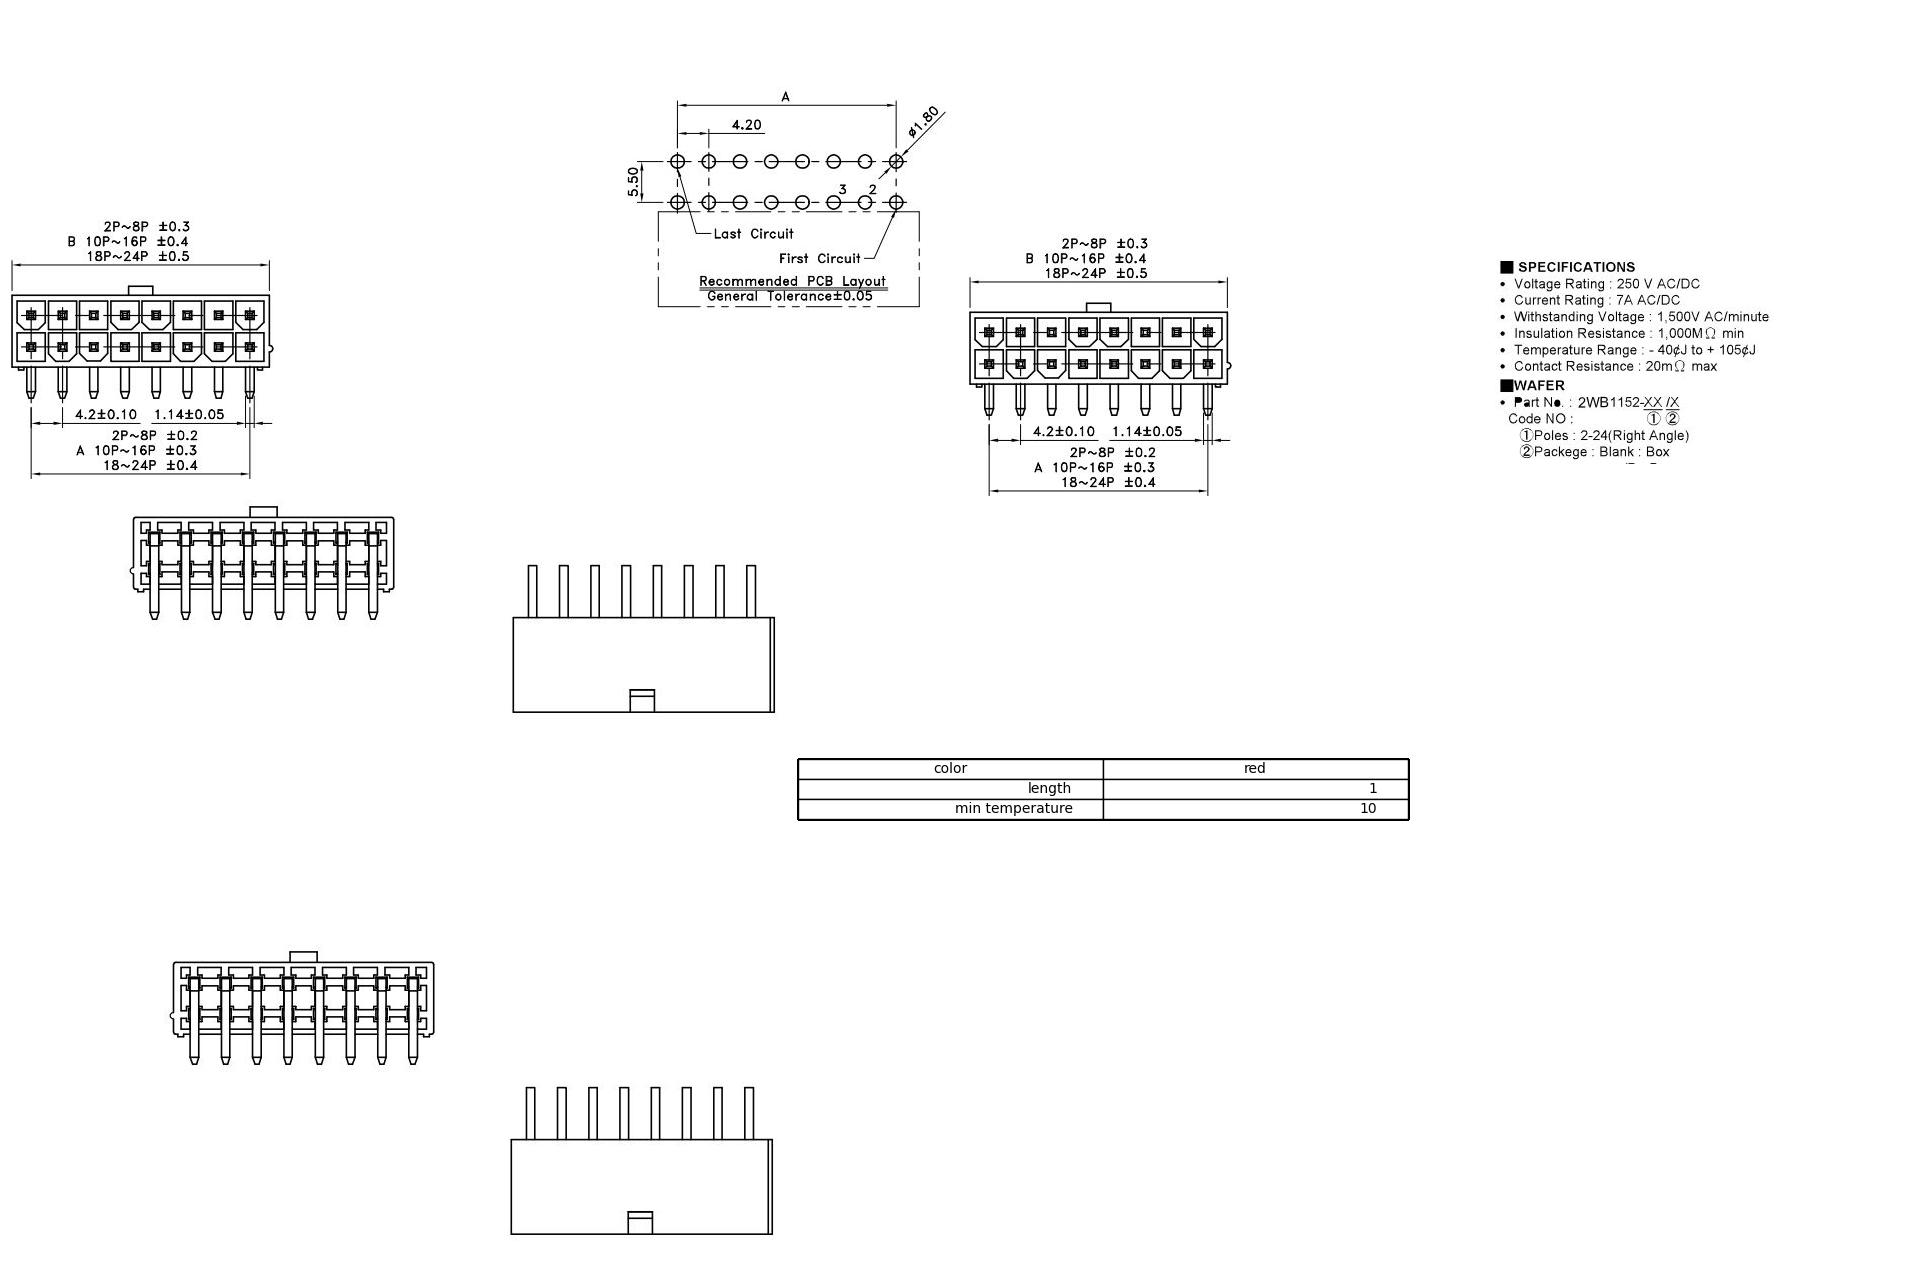 A
4.20
ø1.80
5.50
3 2
Last Circuit
First Circuit
Recommended PCB Layout
General Tolerance±0.05
2P~8P ±0.3
B 10P~16P ±0.4
18P~24P ±0.5
4.2±0.10 1.14±0.05
2P~8P ±0.2
A 10P~16P ±0.3
18~24P ±0.4
2P~8P ±0.3
B 10P~16P ±0.4
18P~24P ±0.5
4.2±0.10 1.14±0.05
2P~8P ±0.2
A 10P~16P ±0.3
18~24P ±0.4
■ SPECIFICATIONS
• Voltage Rating : 250 V AC/DC
• Current Rating : 7A AC/DC
• Withstanding Voltage : 1,500V AC/minute
• Insulation Resistance : 1,000MΩ min
• Temperature Range : - 40¢J to + 105¢J
• Contact Resistance : 20mΩ max
■WAFER
• Part No. : 2WB1152-XX /X
Code NO : ① ②
①Poles : 2-24(Right Angle)
②Packege : Blank : Box
color red
length 1
min temperature 10